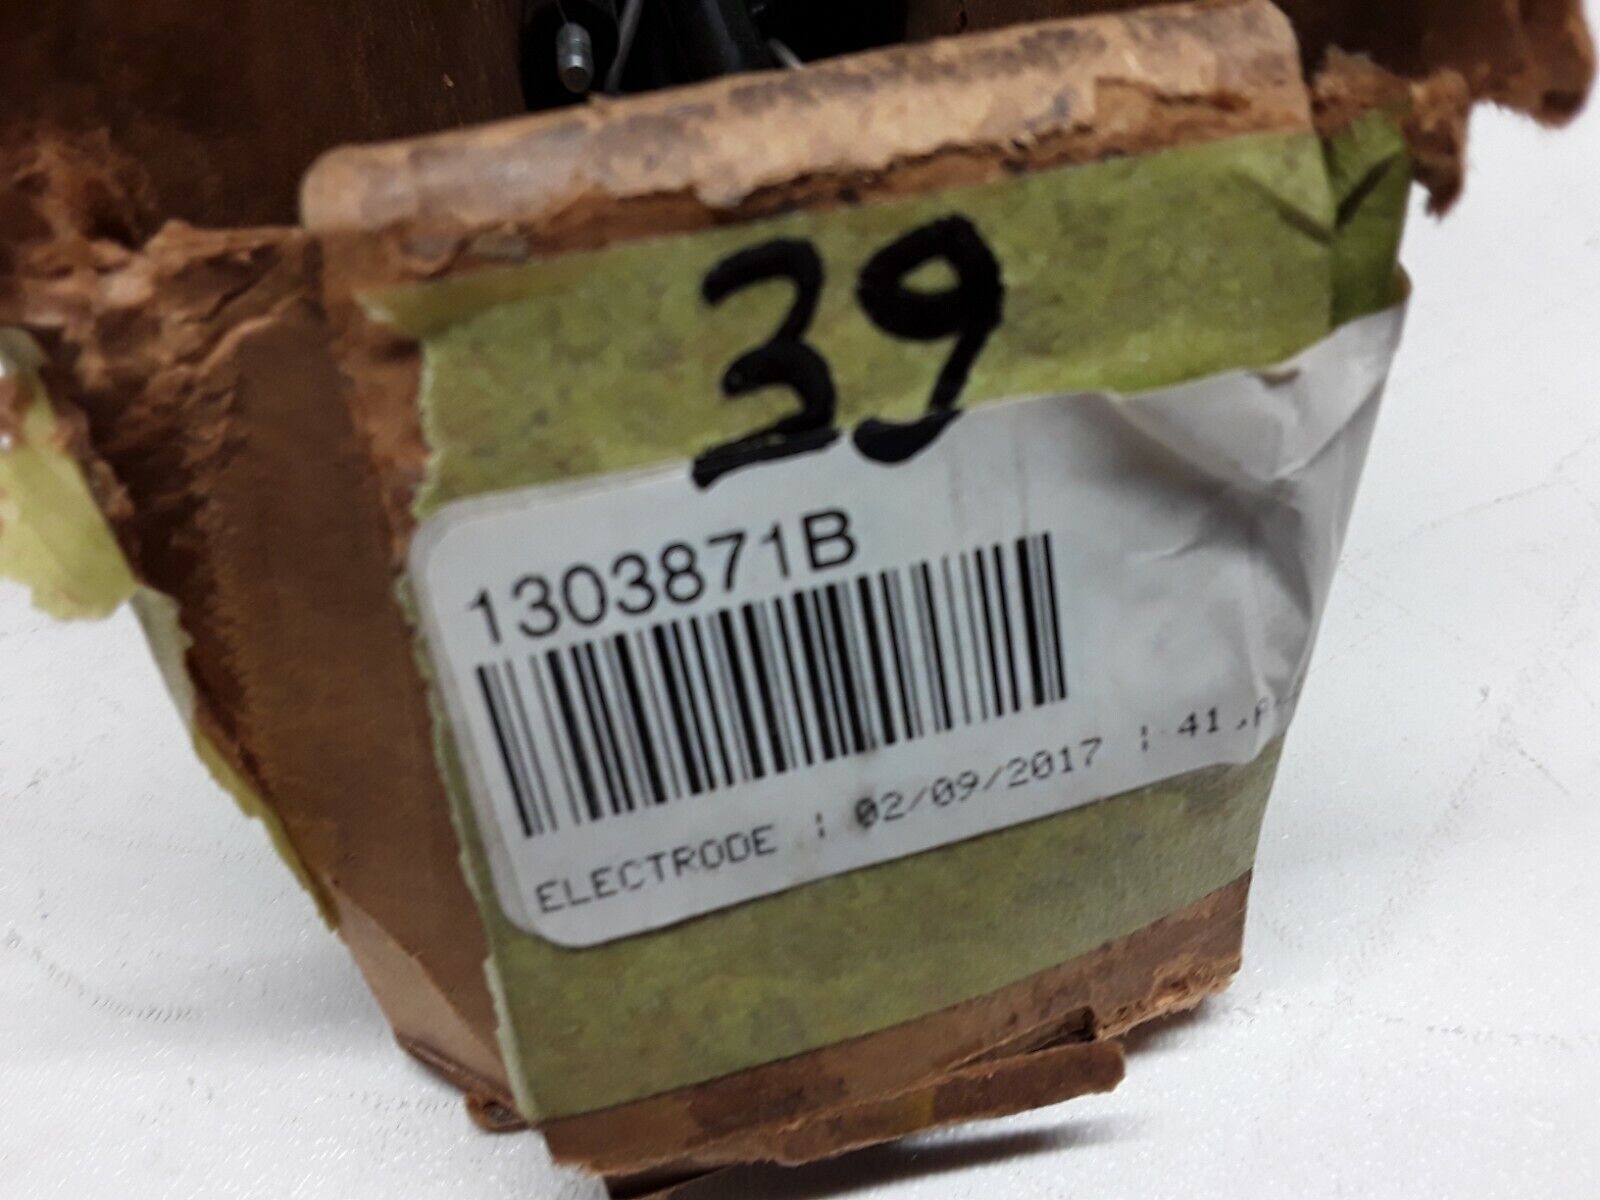 39
1303871B
ELECTRODE : 02/09/2017 : 41